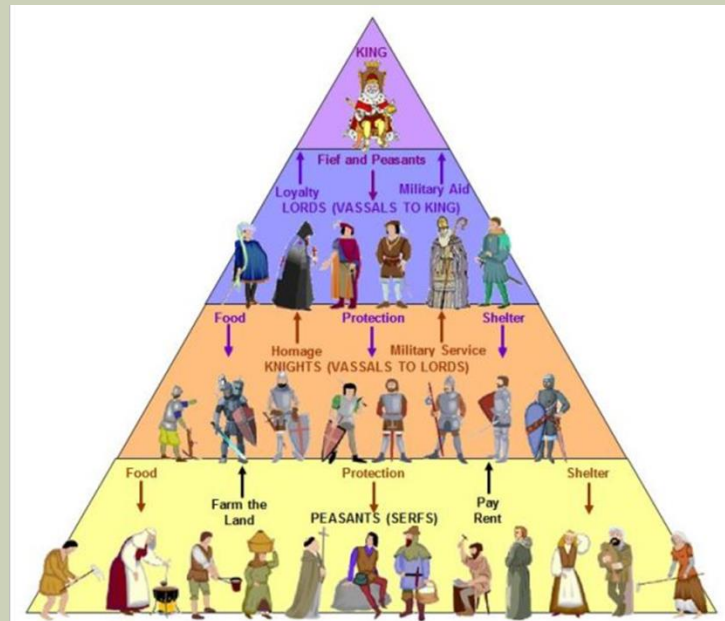 KING
Fief and Peasants
Loyalty
Military Aid
LORDS (VASSALS TO KING)
Food
Protection
Shelter
Homage
Military Service
KNIGHTS (VASSALS TO LORDS)
Food
Protection
Shelter
Farm the
Land
Pay
Rent
PEASANTS (SERFS)